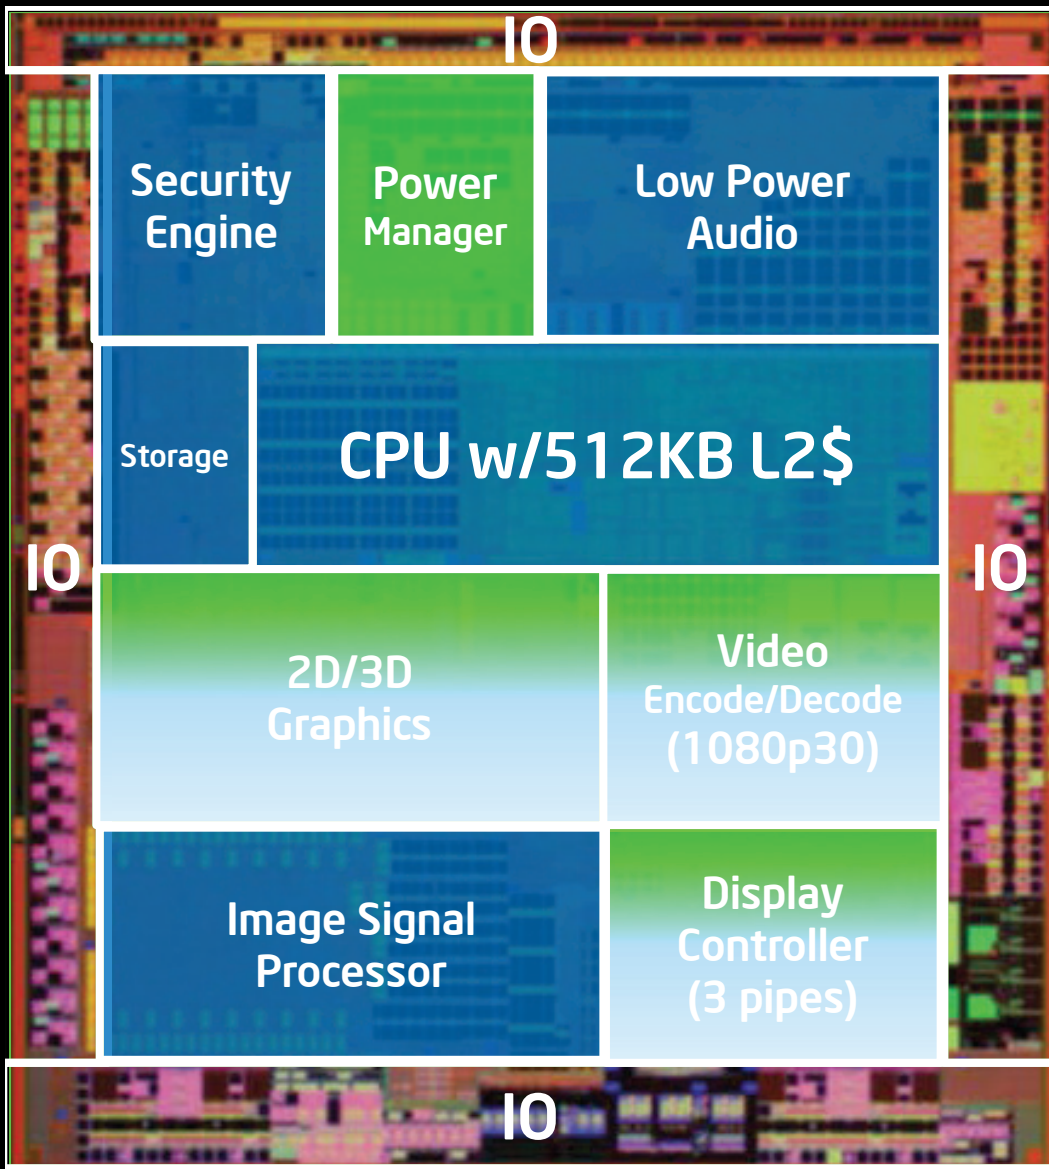 IO
Security
Engine
Power
Manager
Low Power
Audio
Storage
CPU w/512KB L2$
IO
IO
2D/3D
Graphics
Video
Encode/Decode
(1080p30)
Image Signal
Processor
Display
Controller
(3 pipes)
IO